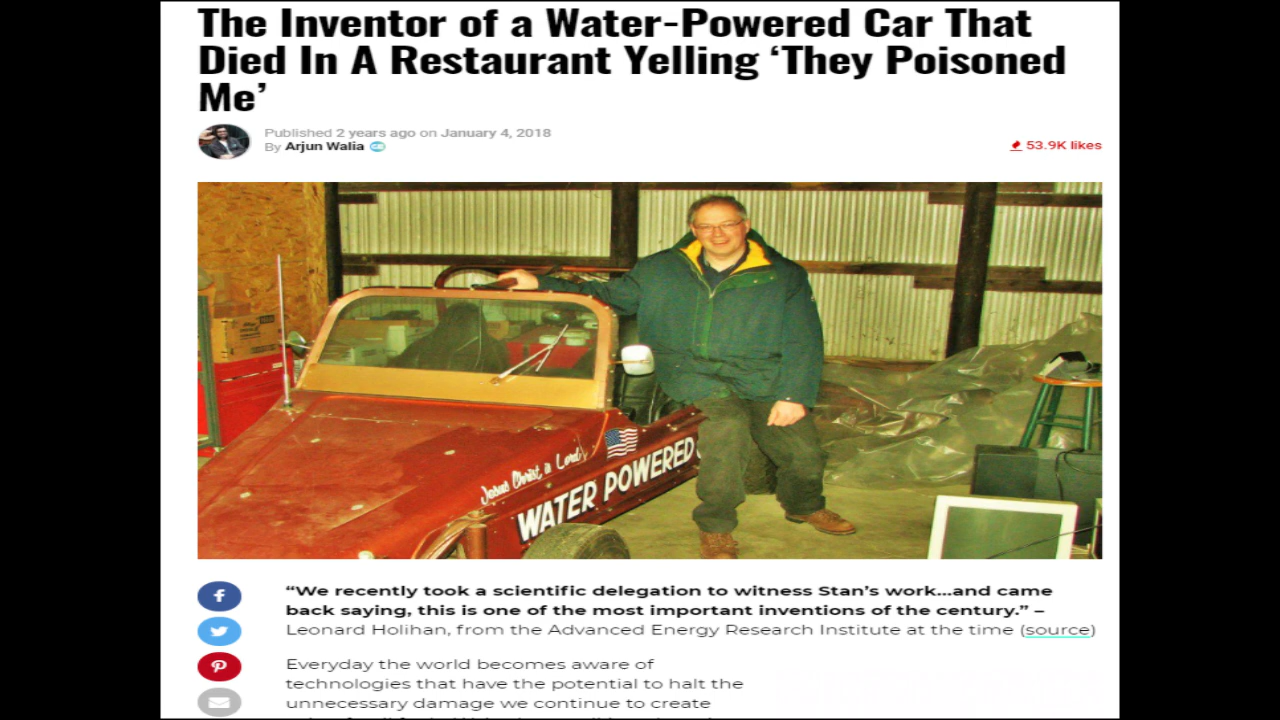 The Inventor of a Water-Powered Car That
Died In A Restaurant Yelling ‘They Poisoned
Me’
Published 2 years ago on January 4, 2018
By Arjun Walia
53.9K likes
Jesus Christ is Lord
WATER POWERED
“We recently took a scientific delegation to witness Stan’s work…and came
back saying, this is one of the most important inventions of the century.” –
Leonard Holihan, from the Advanced Energy Research Institute at the time (source)
Everyday the world becomes aware of
technologies that have the potential to halt the
unnecessary damage we continue to create